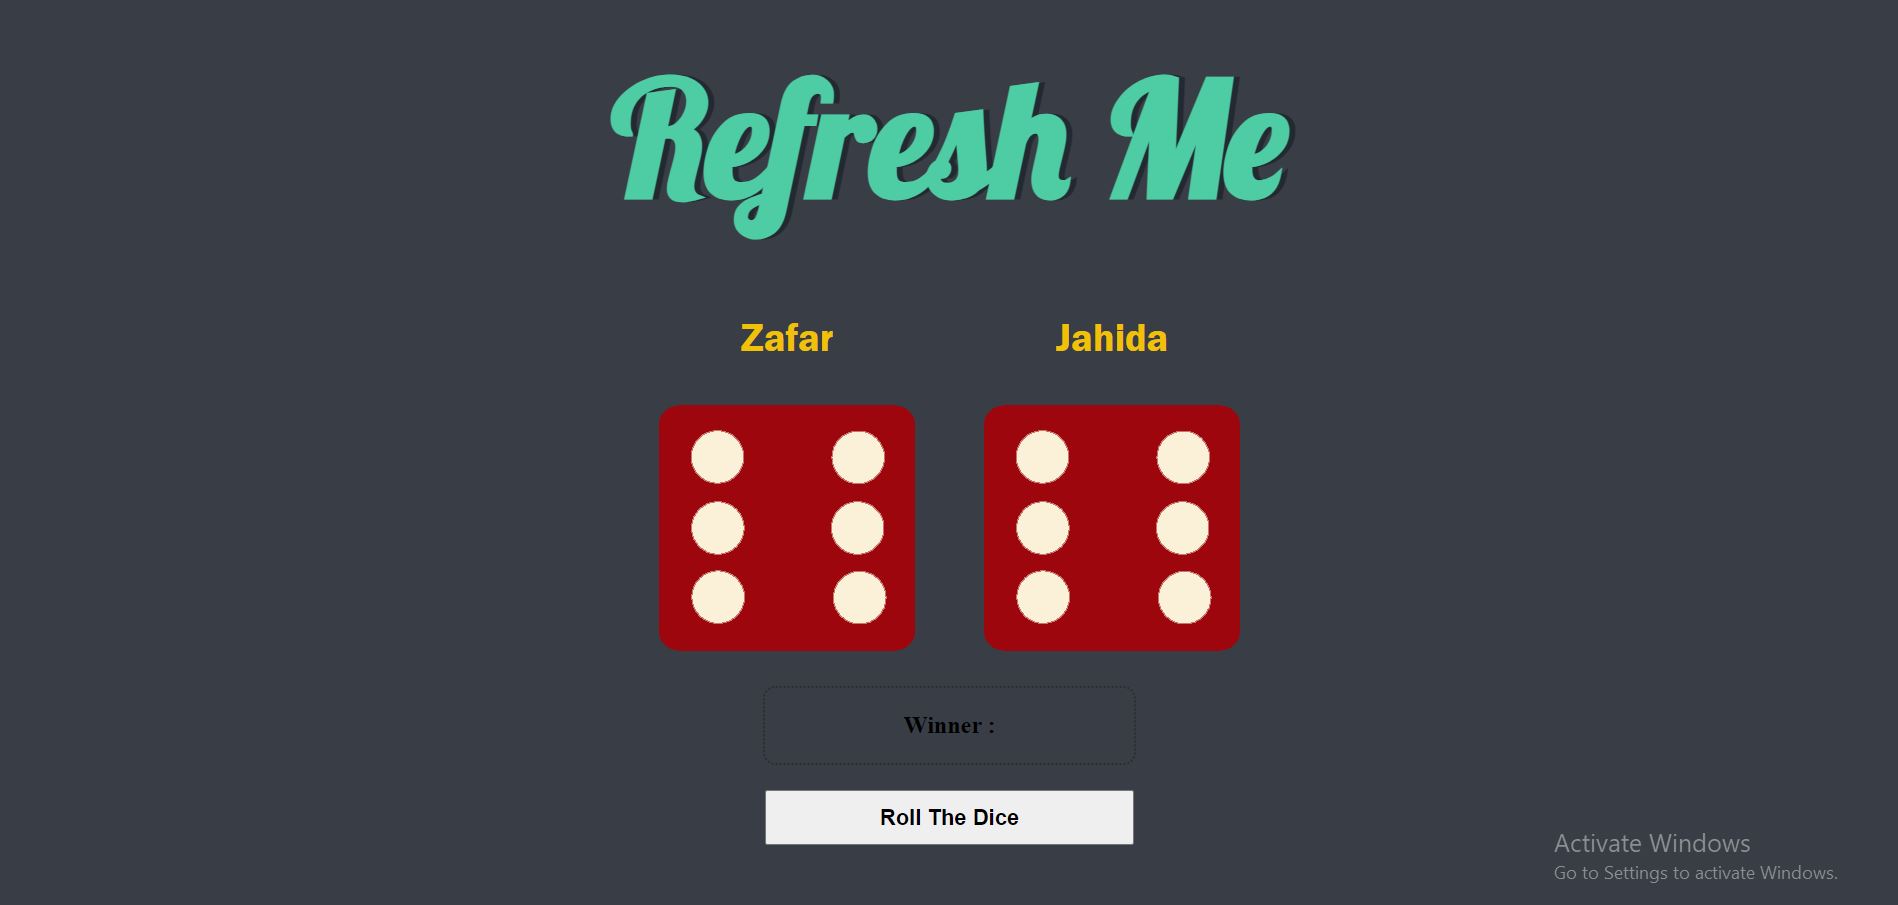 Refresh Me
Zafar
Jahida
Winner :
Roll The Dice
Activate Windows
Go to Settings to activate Windows.